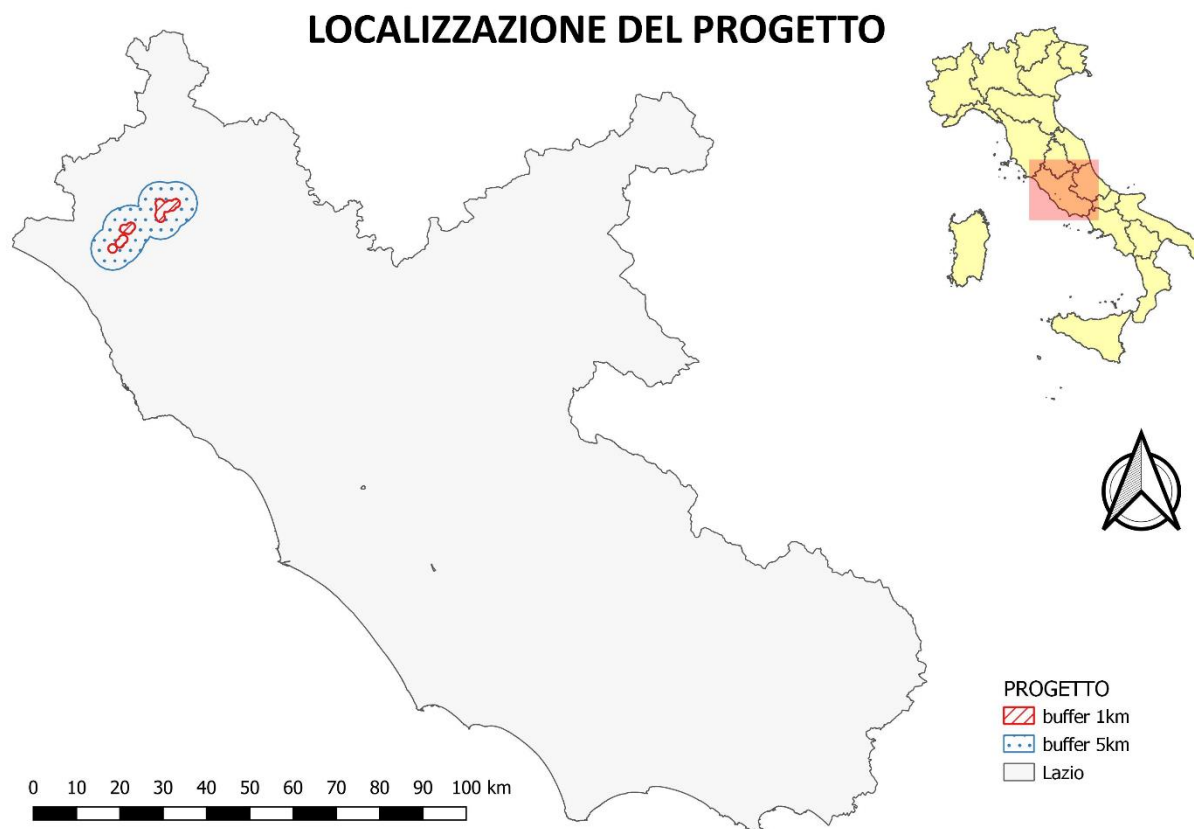 LOCALIZZAZIONE DEL PROGETTO
PROGETTO
buffer 1km
buffer 5km
Lazio
0 10 20 30 40 50 60 70 80 90 100 km